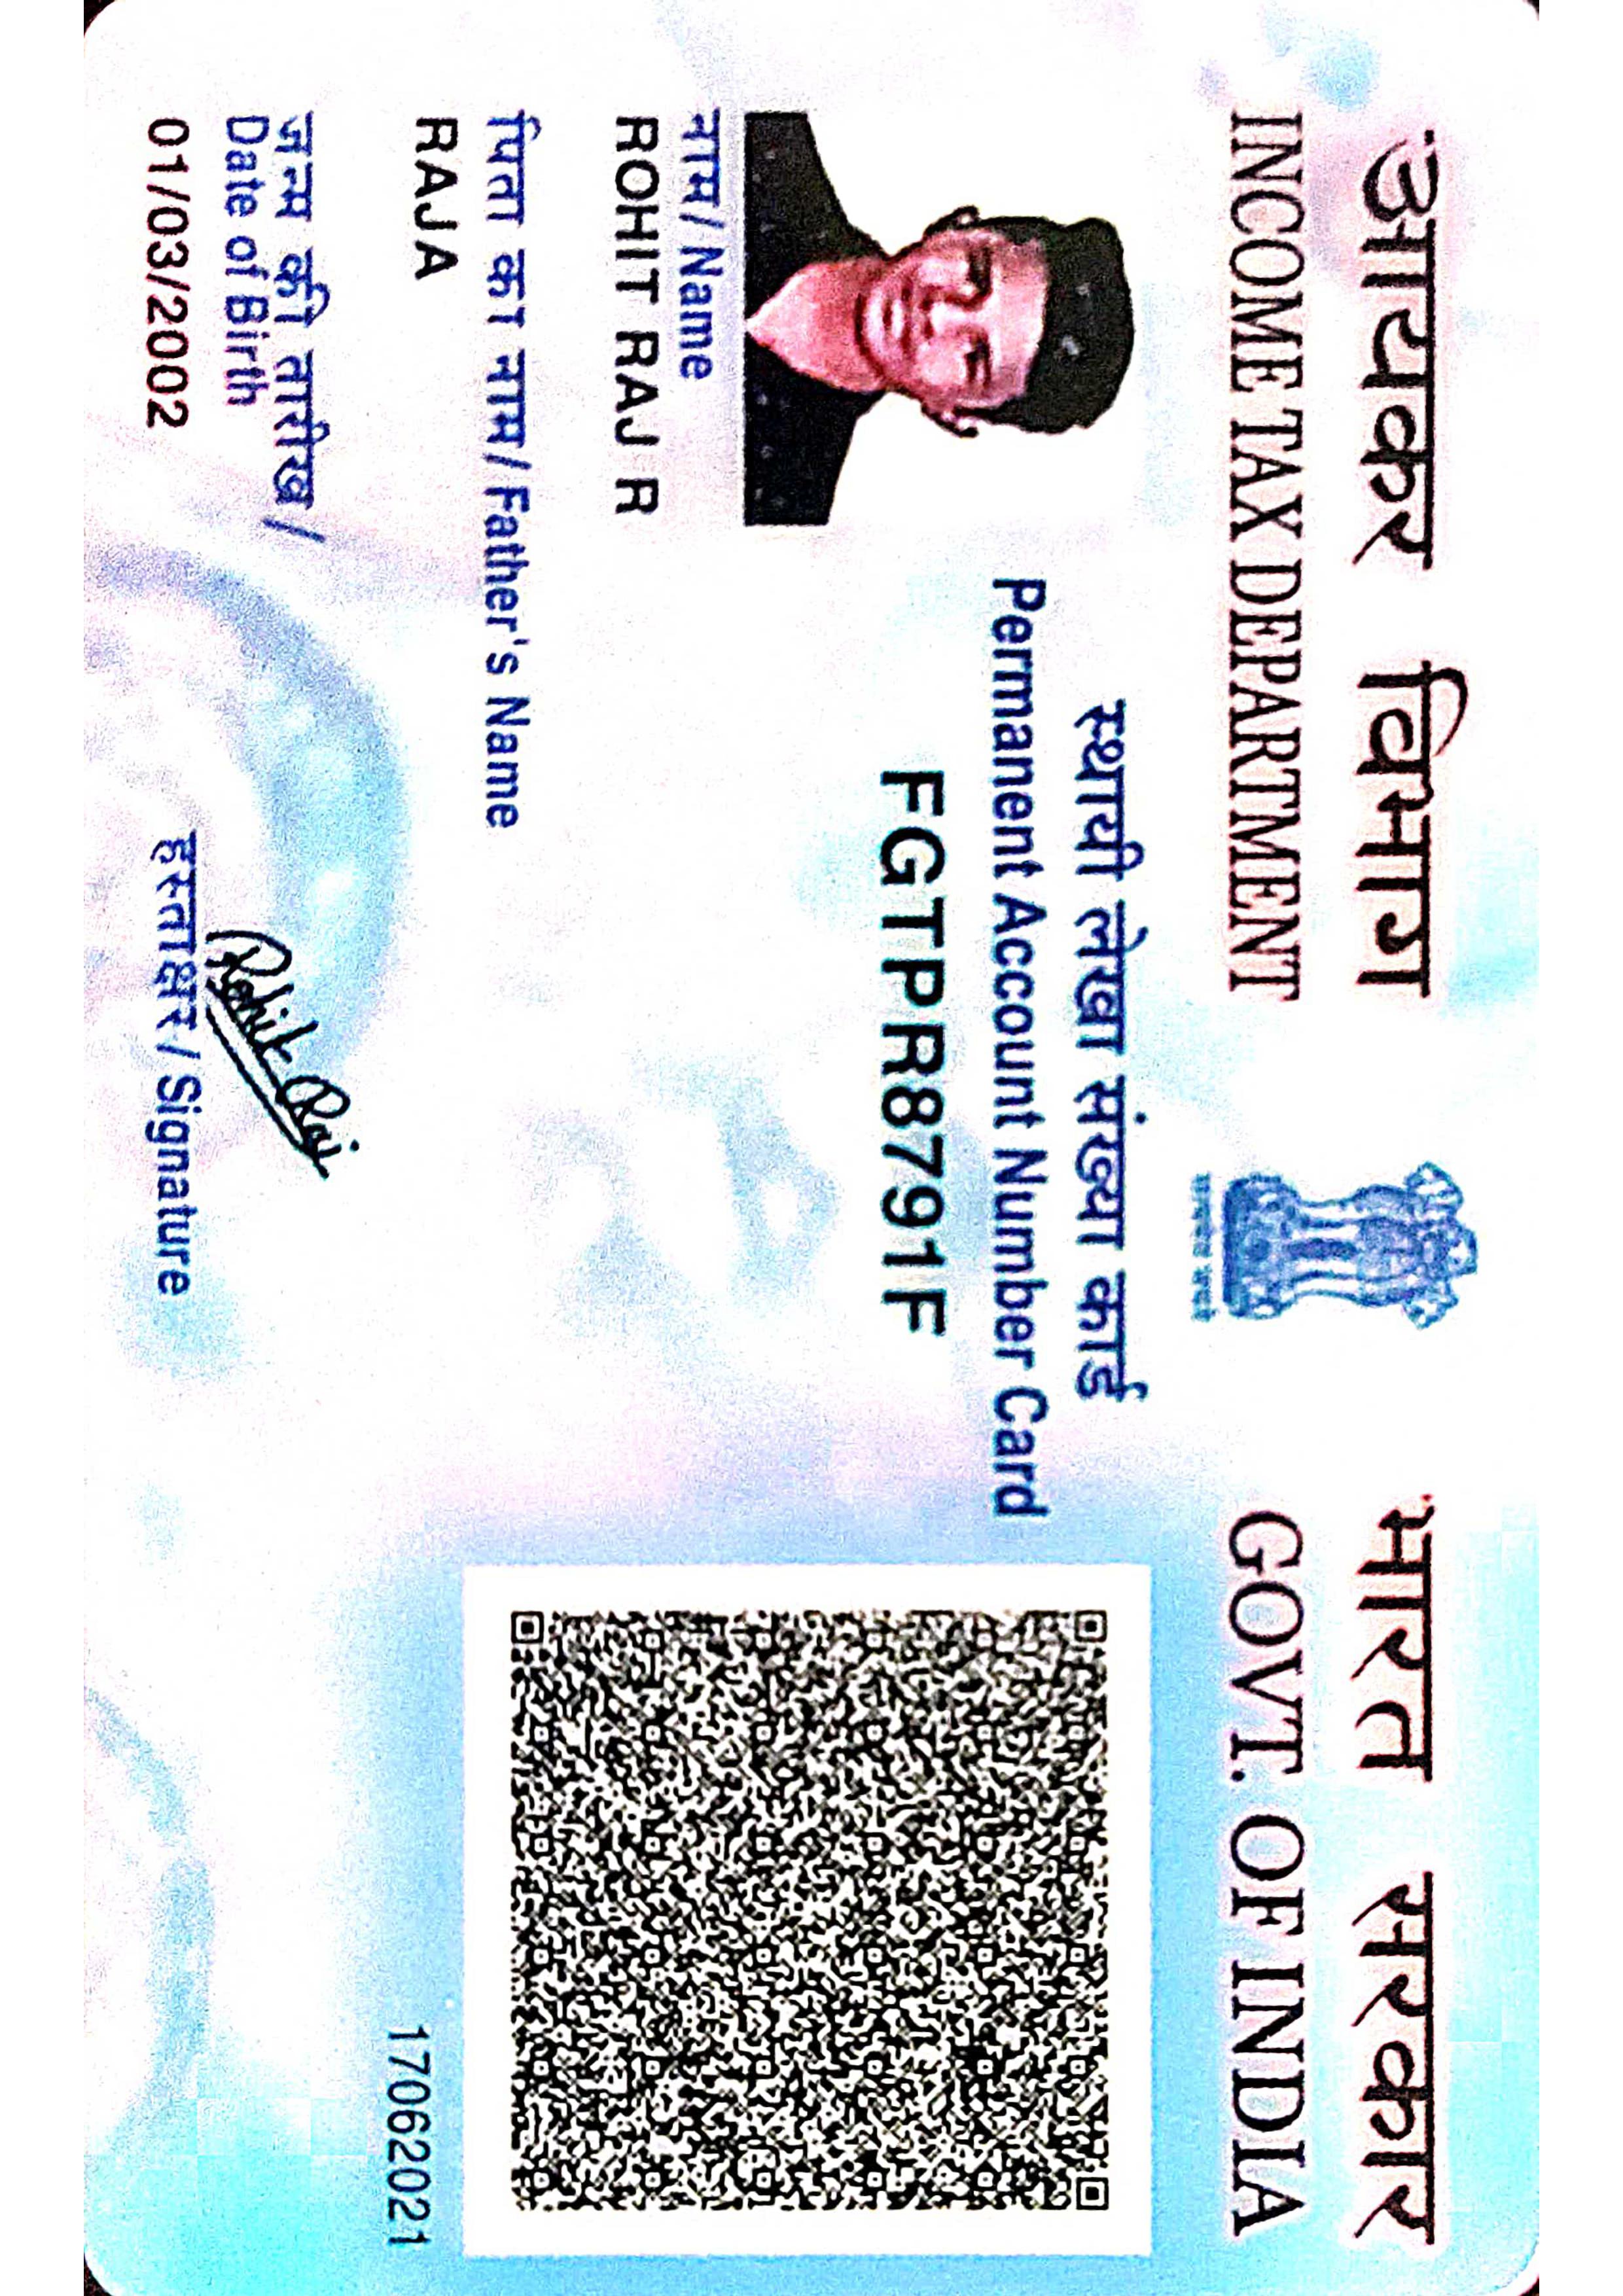 आयकर विभाग
INCOME TAX DEPARTMENT
भारत सरकार
GOVT. OF INDIA
सत्यमेव जयते
स्थायी लेखा संख्या कार्ड
Permanent Account Number Card
FGTPR8791F
नाम/ Name
ROHIT RAJ R
पिता का नाम/ Father's Name
RAJA
17062021
जन्म की तारीख/
Date of Birth
01/03/2002
Rohit Raj
हस्ताक्षर/ Signature